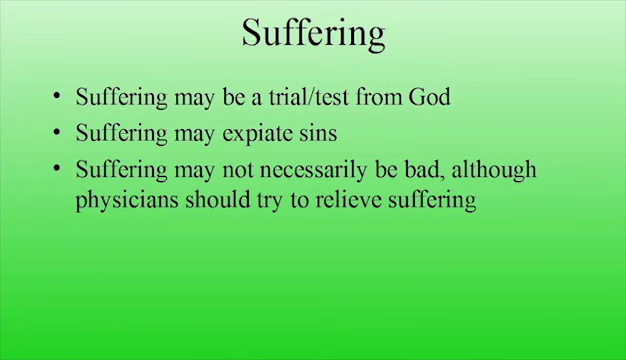 Suffering
• Suffering may be a trial/test from God
• Suffering may expiate sins
• Suffering may not necessarily be bad, although
physicians should try to relieve suffering